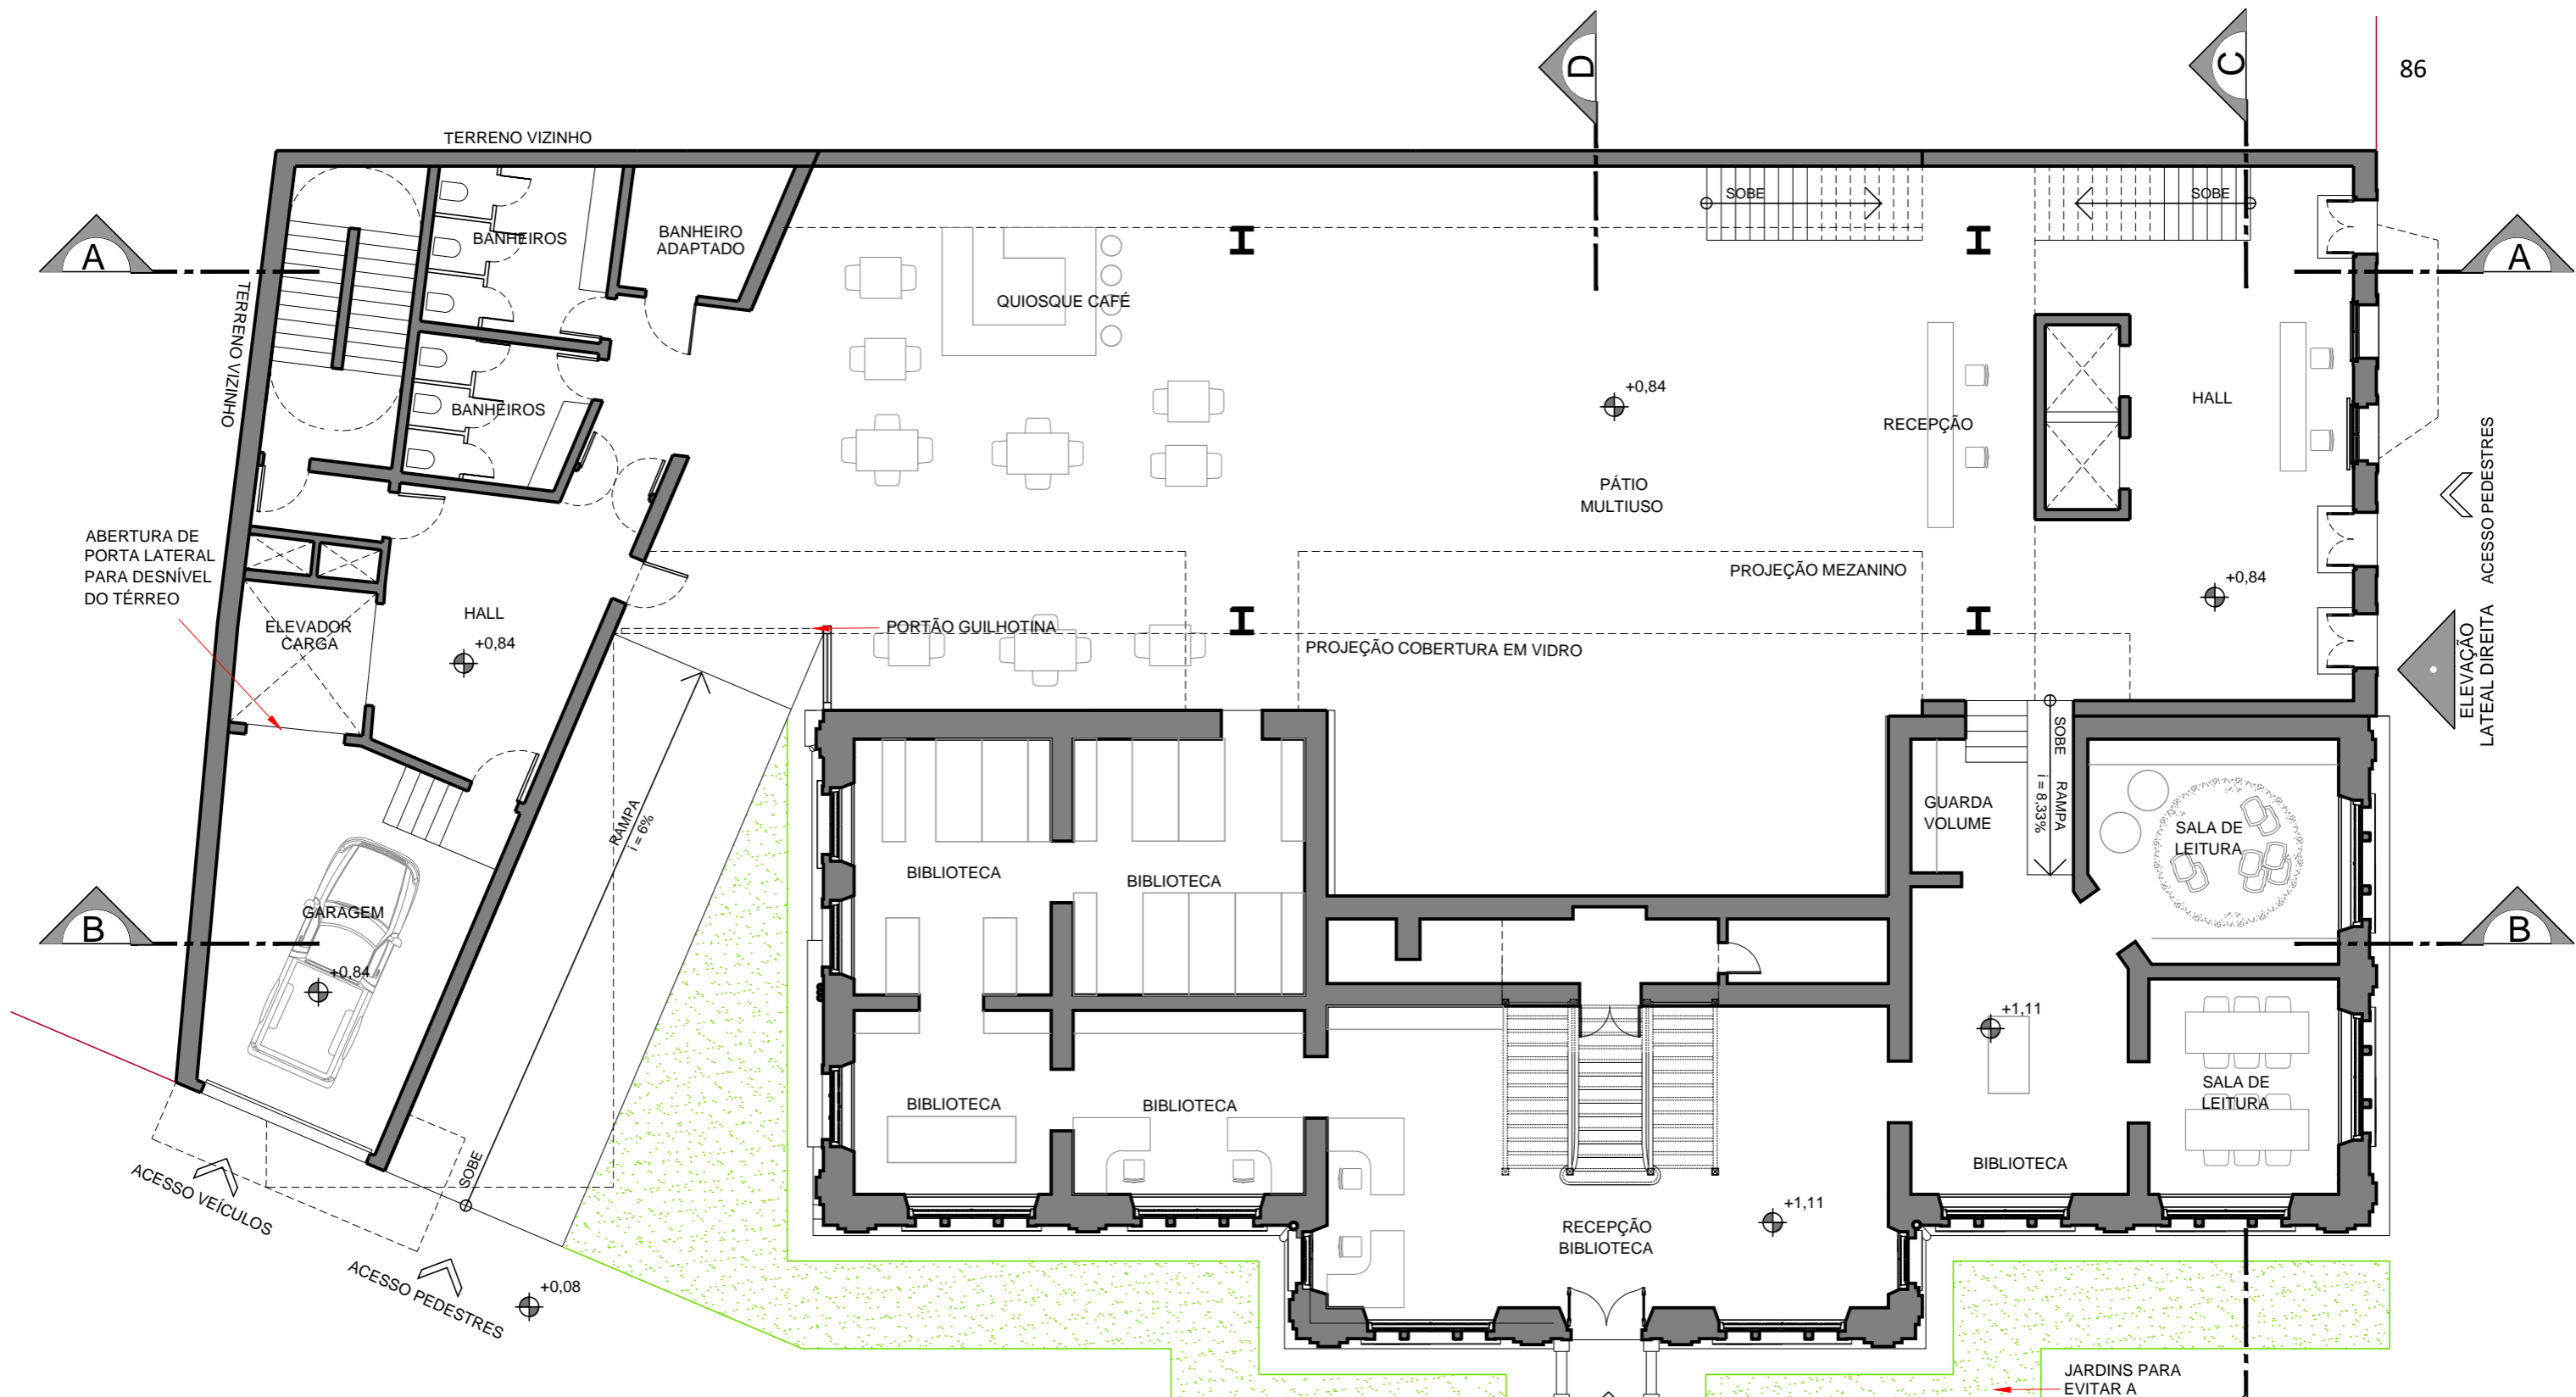 D
C
86
TERRENO VIZINHO
SOBE
SOBE
BANHEIROS
BANHEIRO
ADAPTADO
A
A
QUIOSQUE CAFÉ
TERRENO VIZINHO
+0,84
HALL
BANHEIROS
RECEPÇÃO
PÁTIO
MULTIUSO
ACESSO PEDESTRES
ABERTURA DE
PORTA LATERAL
PARA DESNÍVEL
DO TÉRREO
PROJEÇÃO MEZANINO
+0,84
HALL
ELEVADOR
CARGA
+0,84
PORTÃO GUILHOTINA
PROJEÇÃO COBERTURA EM VIDRO
ELEVAÇÃO
LATEAL DIREITA
SOBE
RAMPA
i = 8,33%
RAMPA
i = 6%
GUARDA
VOLUME
SALA DE
LEITURA
BIBLIOTECA
BIBLIOTECA
GARAGEM
B
B
+0,84
+1,11
SALA DE
LEITURA
BIBLIOTECA
BIBLIOTECA
BIBLIOTECA
SOBE
ACESSO VEÍCULOS
+1,11
RECEPÇÃO
BIBLIOTECA
ACESSO PEDESTRES
+0,08
JARDINS PARA
EVITAR A